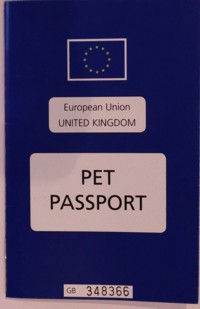 European Union
UNITED KINGDOM
PET
PASSPORT
GB 348366